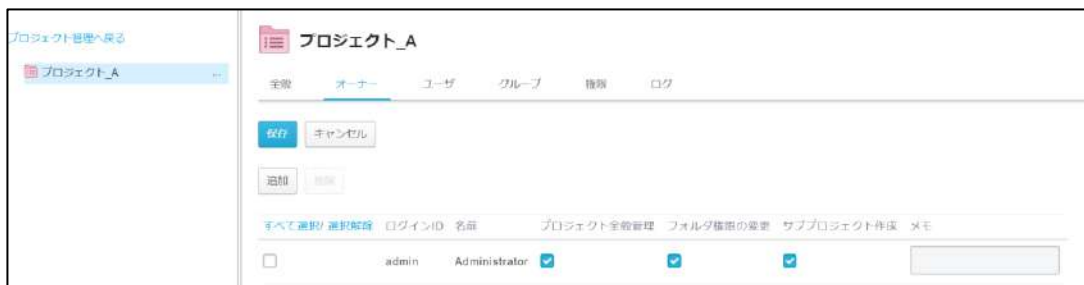 プロジェクト管理へ戻る
プロジェクト_A ...
プロジェクト_A
全般 オーナー ユーザ グループ 権限 ログ
保存 キャンセル
追加 削除
すべて選択/ 選択解除 ログインID 名前 プロジェクト全般管理 フォルダ権限の変更 サブプロジェクト作成 メモ
admin Administrator